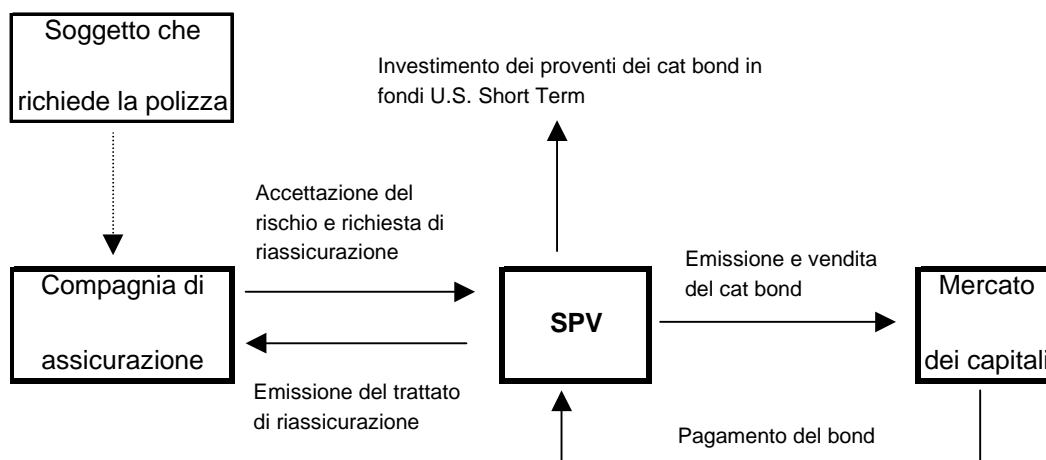 Soggetto che
richiede la polizza
Investimento dei proventi dei cat bond in
fondi U.S. Short Term
Accettazione del
rischio e richiesta di
riassicurazione
Compagnia di
assicurazione
SPV
Emissione e vendita
del cat bond
Mercato
dei capitali
Emissione del trattato
di riassicurazione
Pagamento del bond